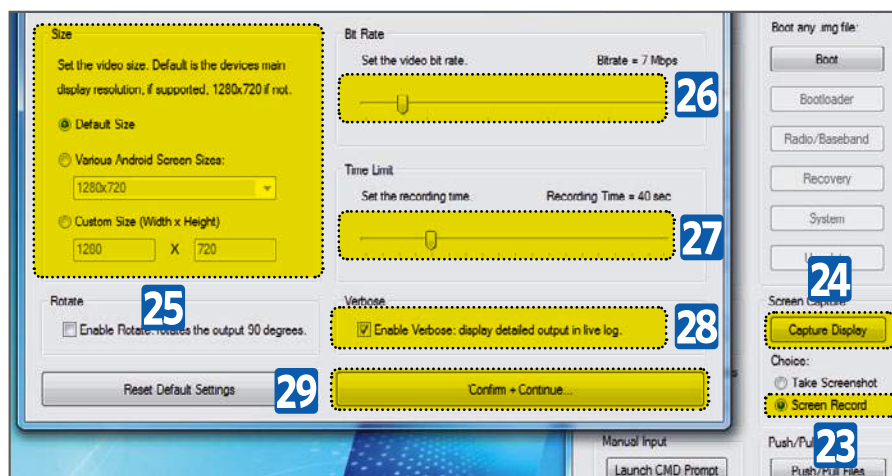 Size
Set the video size. Default is the devices main
display resolution, if supported, 1280x720 if not.
Default Size
Various Android Screen Sizes:
1280x720
Custom Size (Width x Height)
1280 X 720
25
Rotate
Enable Rotate: rotates the output 90 degrees.
Reset Default Settings
29
Bit Rate
Set the video bit rate. Bitrate = 7 Mbps
26
Time Limit
Set the recording time. Recording Time = 40 sec
27
Verbose
Enable Verbose: display detailed output in live log.
28
'Confirm + Continue...
Manual Input
Launch CMD Prompt
Boot any .img file:
Boot
Bootloader
Radio/Baseband
Recovery
System
24
Screen Capture
Capture Display
Choice:
Take Screenshot
Screen Record
23
Push/Pull Files